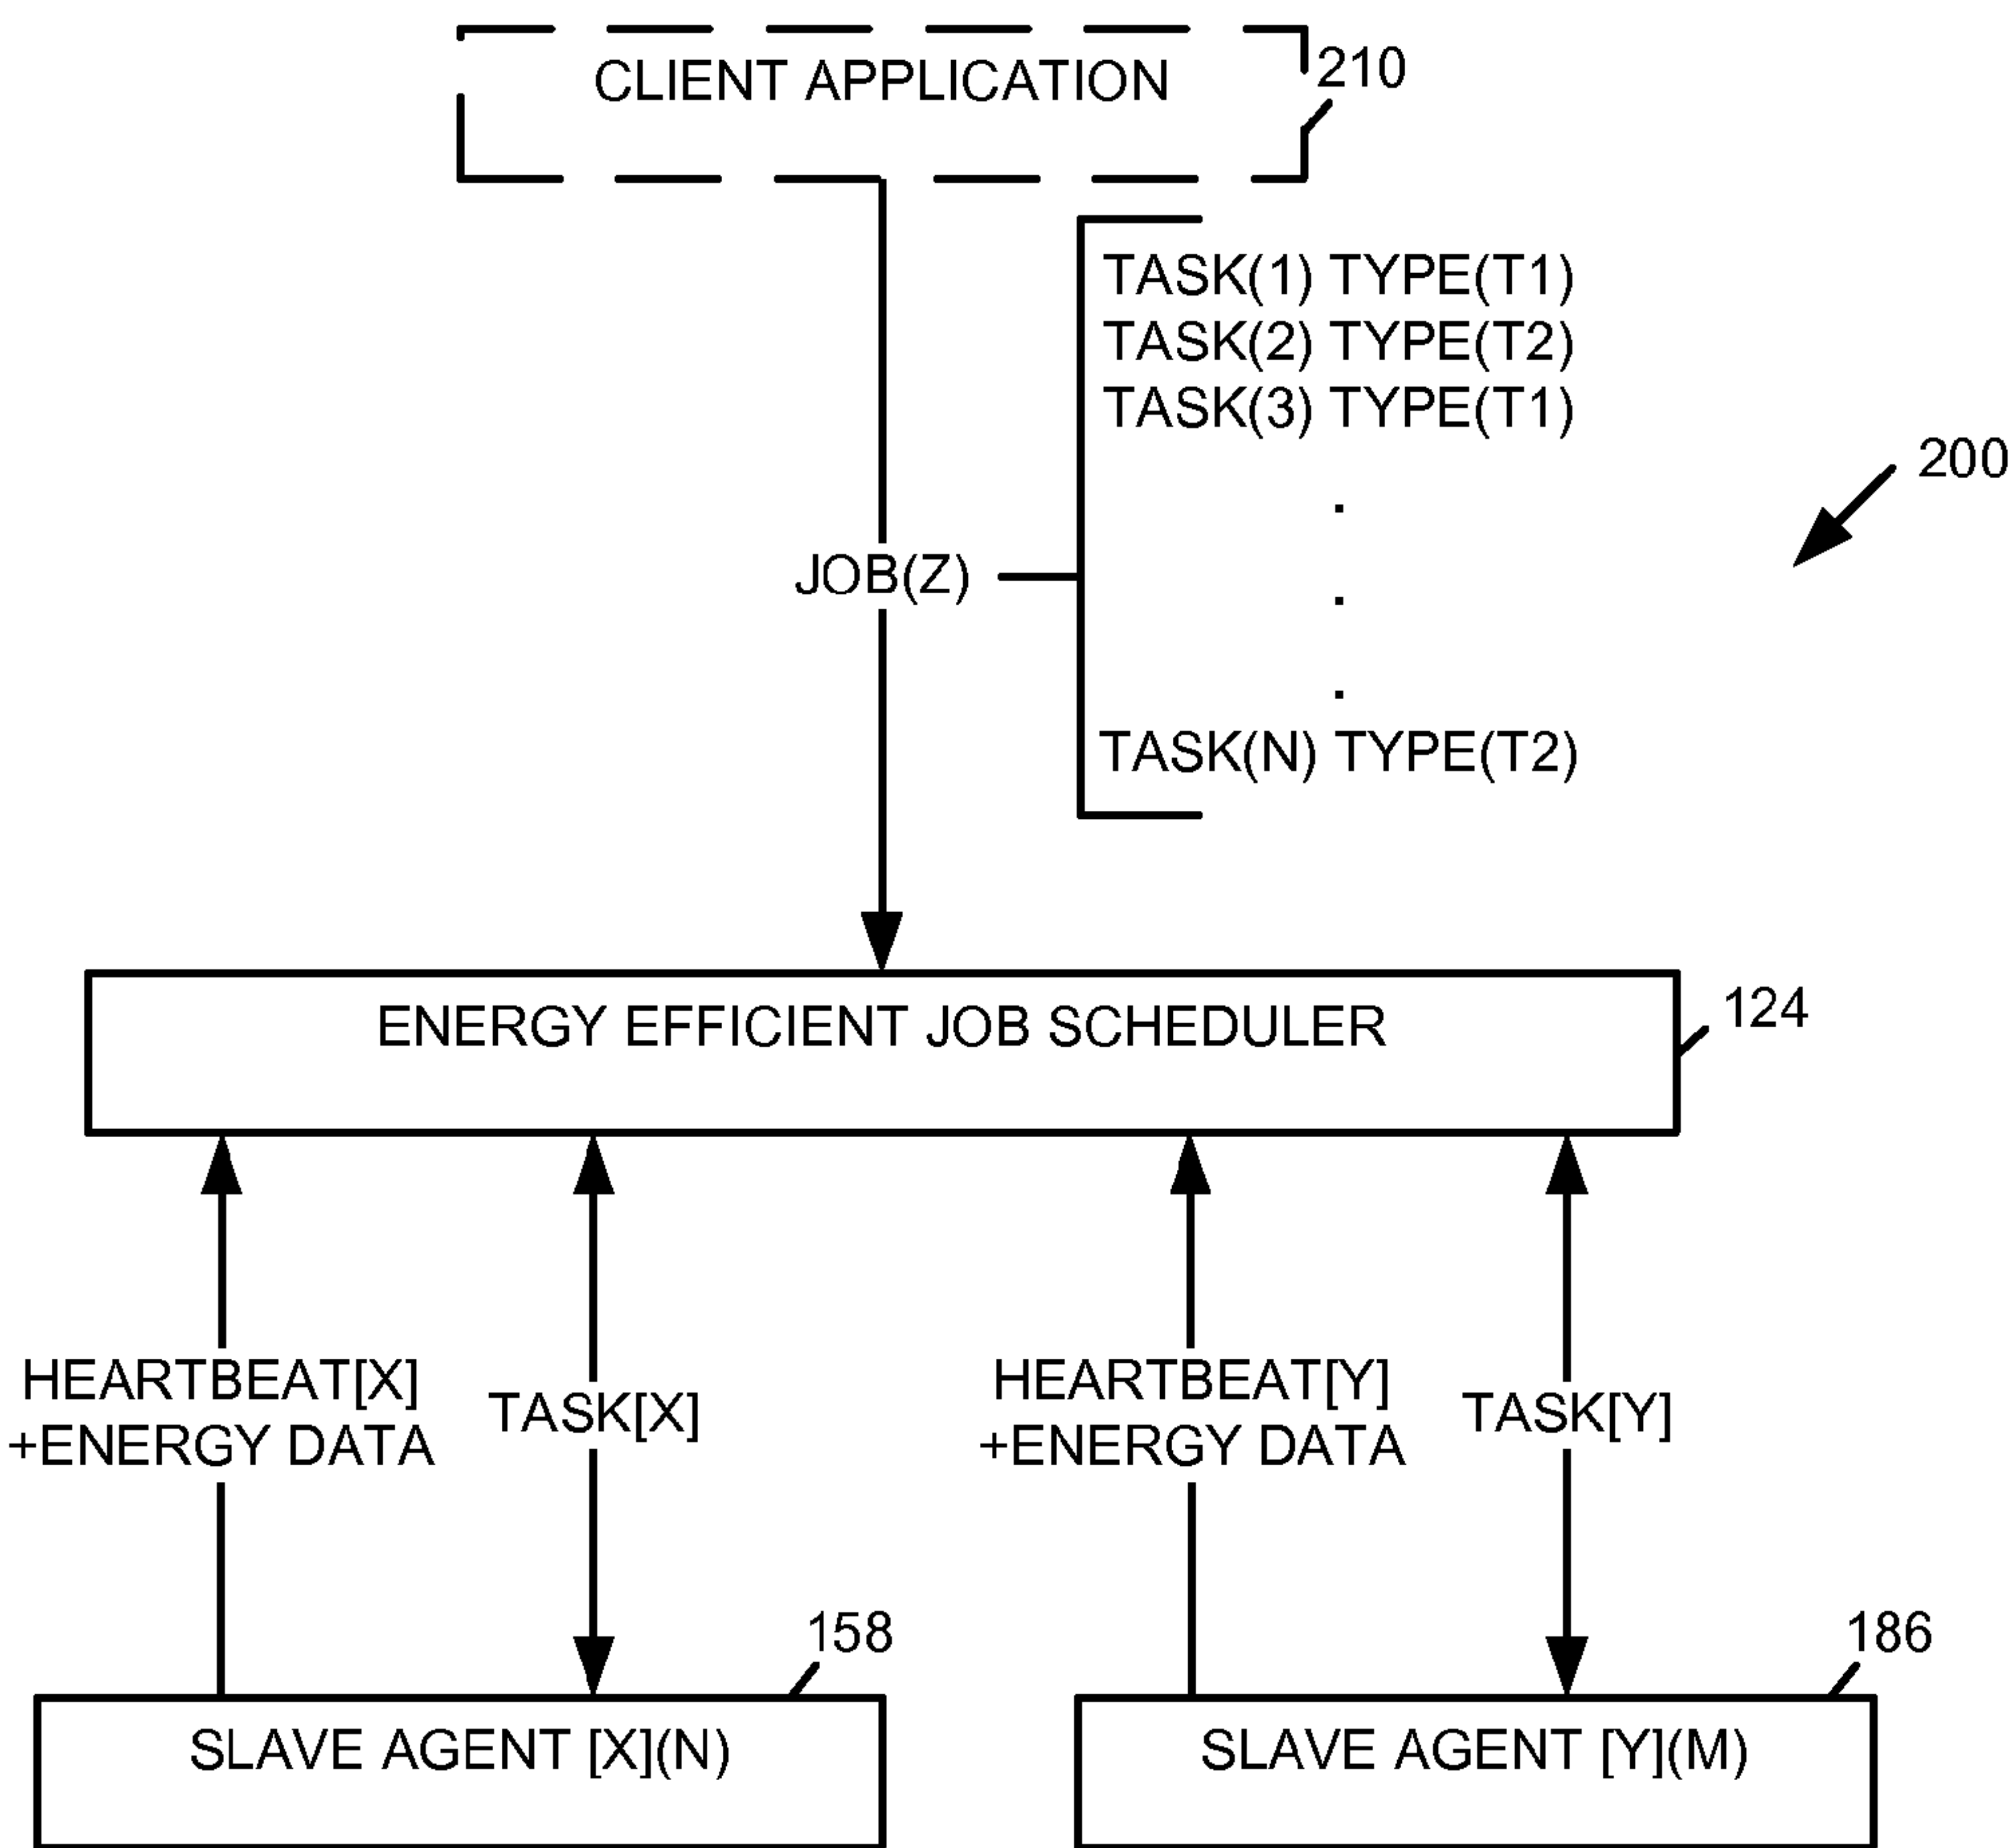 CLIENT APPLICATION
210
TASK(1) TYPE(T1)
TASK(2) TYPE(T2)
TASK(3) TYPE(T1)
.
.
.
TASK(N) TYPE(T2)
200
JOB(Z)
ENERGY EFFICIENT JOB SCHEDULER
124
HEARTBEAT[X]
+ENERGY DATA
TASK[X]
HEARTBEAT[Y]
+ENERGY DATA
TASK[Y]
158
186
SLAVE AGENT [X](N)
SLAVE AGENT [Y](M)